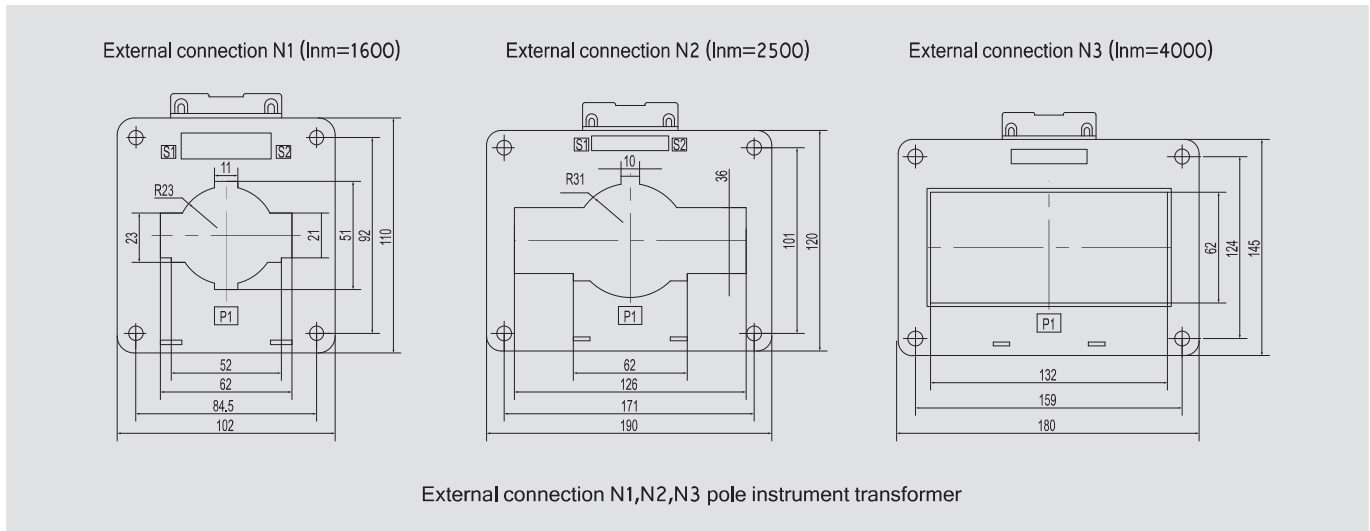 External connection N1 (Inm=1600)
External connection N2 (Inm=2500)
External connection N3 (Inm=4000)
S1
S2
11
R23
23
21
51
92
110
P1
52
62
84.5
102
S1
S2
10
R31
36
101
120
P1
62
126
171
190
62
124
145
P1
132
159
180
External connection N1,N2,N3 pole instrument transformer